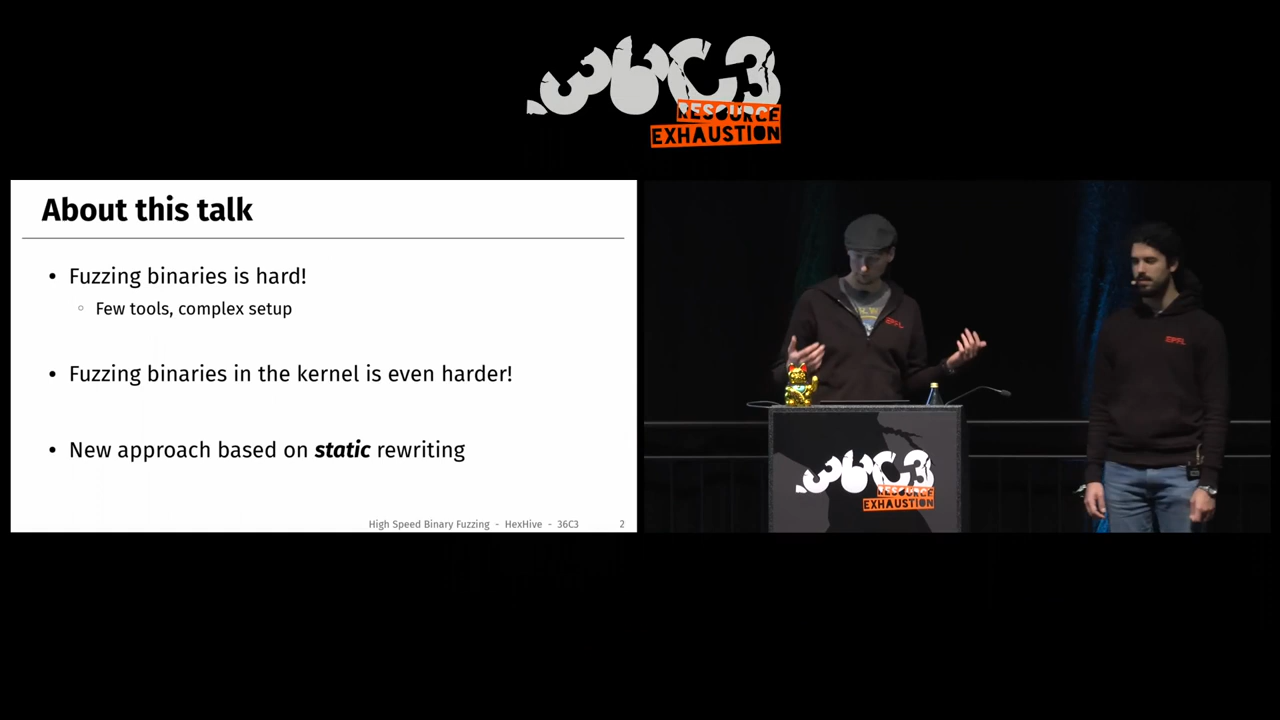 36C3
RESOURCE
EXHAUSTION
About this talk
• Fuzzing binaries is hard!
◦ Few tools, complex setup
• Fuzzing binaries in the kernel is even harder!
• New approach based on static rewriting
High Speed Binary Fuzzing - HexHive - 36C3 2
EPFL
EPFL
36C3
RESOURCE
EXHAUSTION